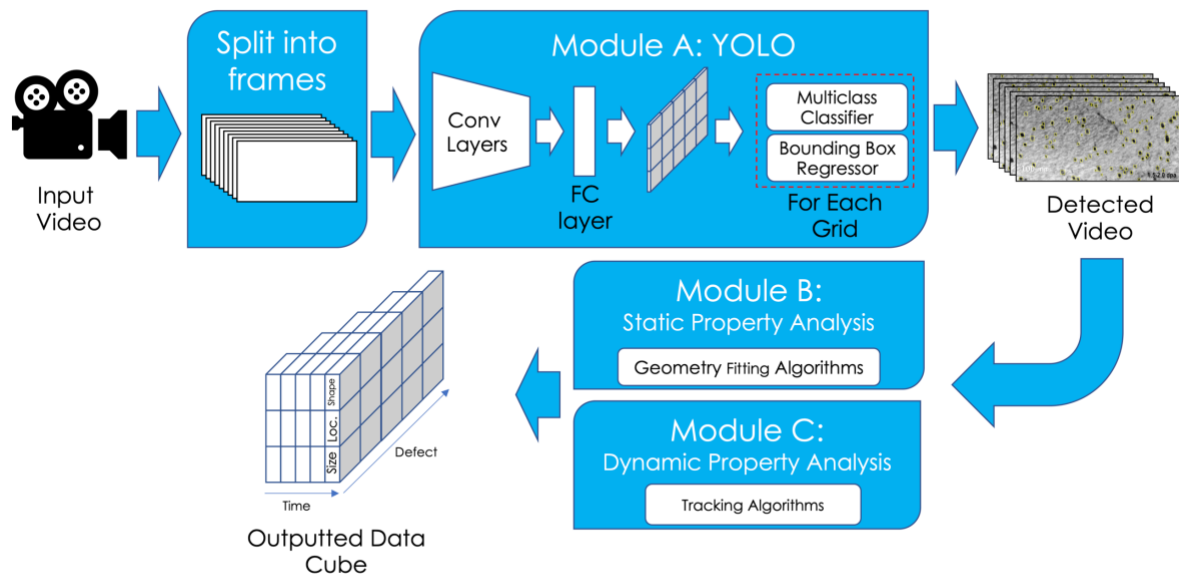 Split into
frames
Module A: YOLO
Conv
Layers
FC
layer
Multiclass
Classifier
Bounding Box
Regressor
For Each
Grid
Input
Video
Detected
Video
Module B:
Static Property Analysis
Geometry Fitting Algorithms
Module C:
Dynamic Property Analysis
Tracking Algorithms
Shape
Loc.
Size
Defect
Time
Outputted Data
Cube